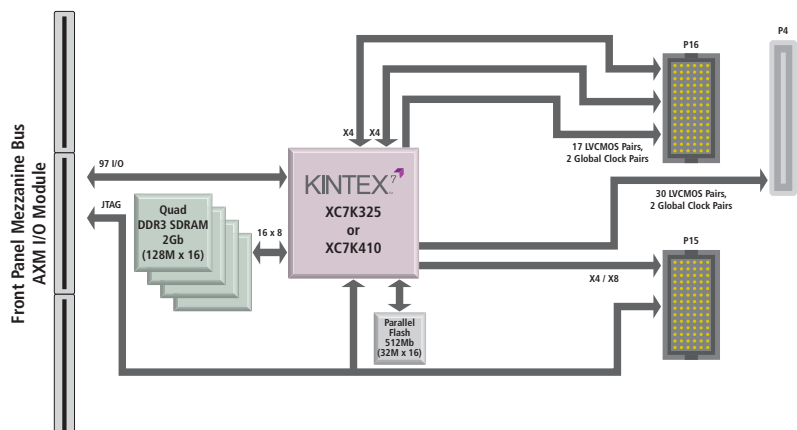 Front Panel Mezzanine Bus
AXM I/O Module
97 I/O
JTAG
Quad
DDR3 SDRAM
2Gb
(128M x 16)
16 x 8
X4
X4
KINTEX 7
XC7K325
or
XC7K410
Parallel
Flash
512Mb
(32M x 16)
P16
17 LVCMOS Pairs,
2 Global Clock Pairs
P4
30 LVCMOS Pairs,
2 Global Clock Pairs
P15
X4 / X8